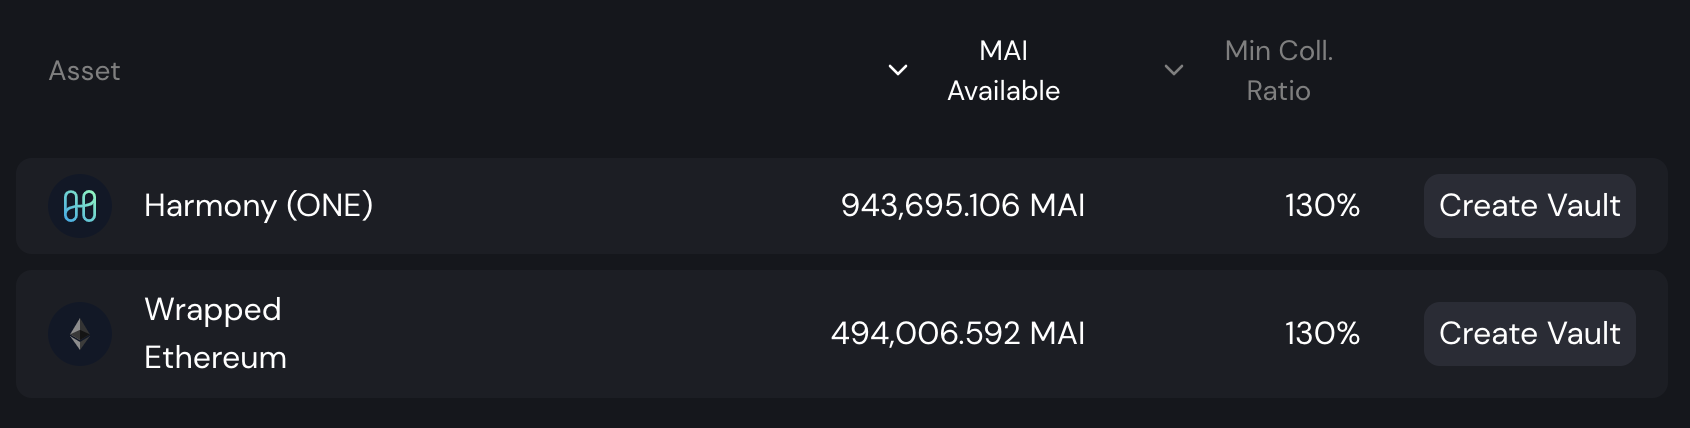 Asset
MAI
Available
Min Coll.
Ratio
Harmony (ONE)
943,695.106 MAI
130%
Create Vault
Wrapped
Ethereum
494,006.592 MAI
130%
Create Vault